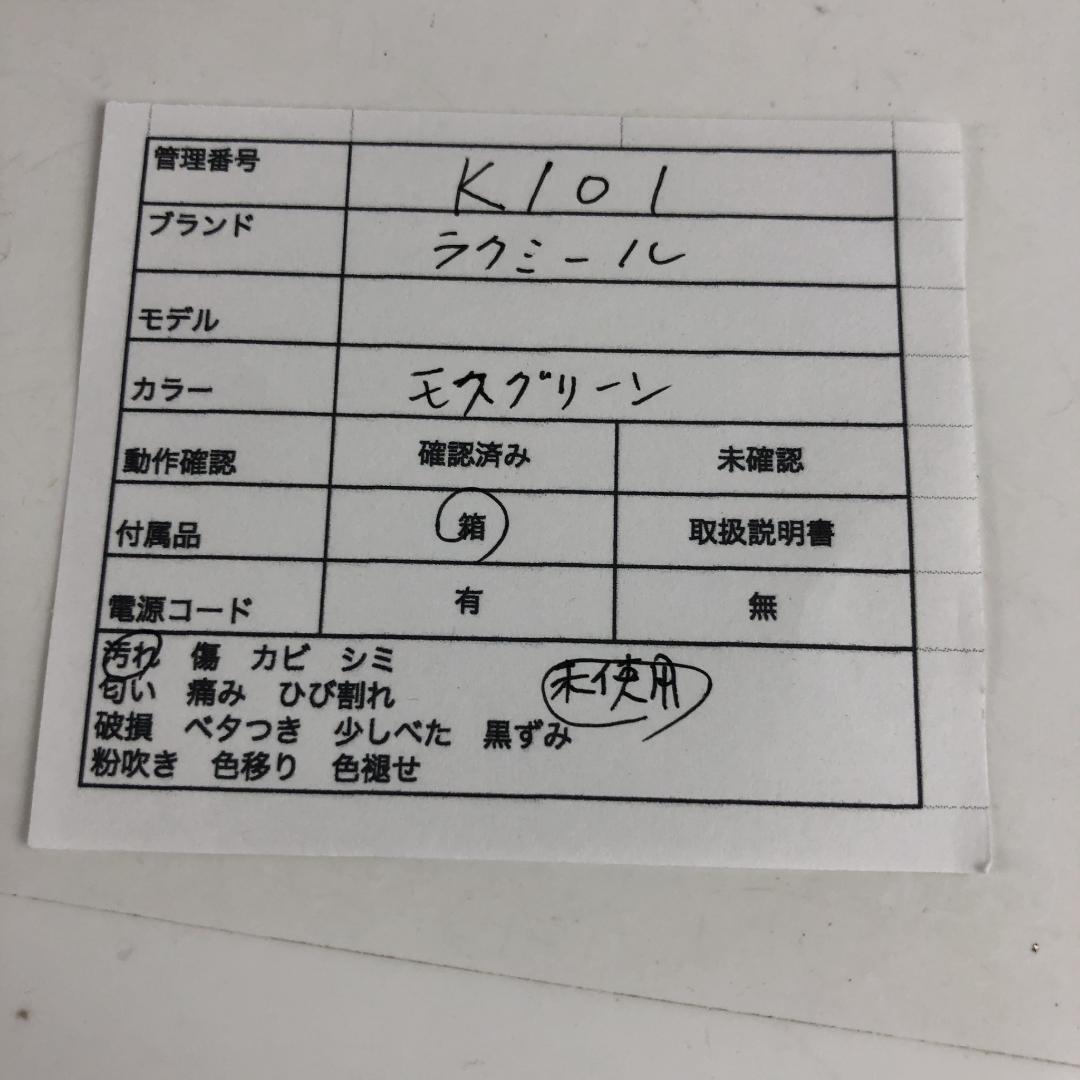 管理番号 K101
ブランド ラクミール
モデル
カラー モスグリーン
動作確認 確認済み 未確認
付属品 箱 取扱説明書
電源コード 有 無
汚れ 傷 カビ シミ 未使用
匂い 痛み ひび割れ
破損 ベタつき 少しべた 黒ずみ
粉吹き 色移り 色褪せ